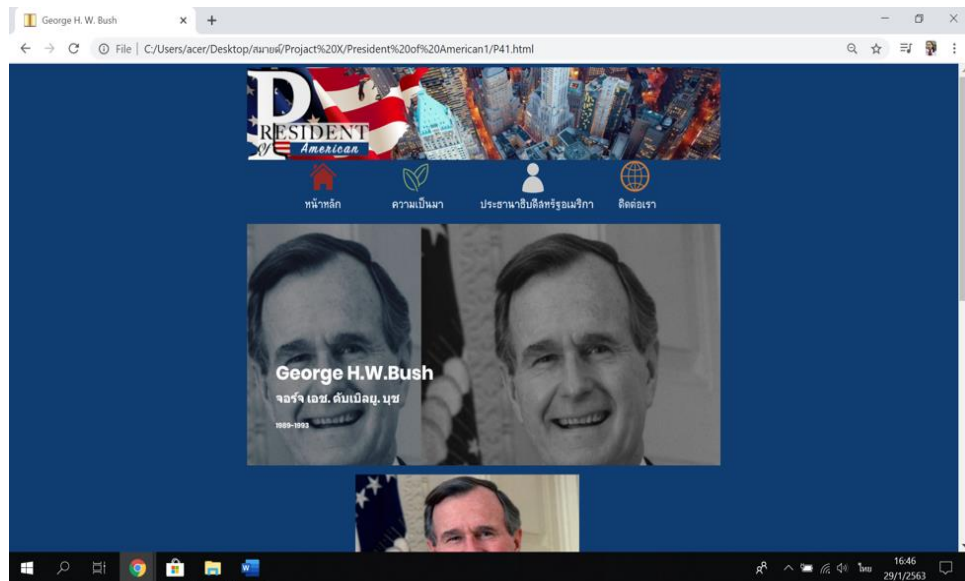 George H. W. Bush
File
C:/Users/acer/Desktop/สมายด์/Projact%20X/President%20of%20American1/P41.html
PRESIDENT
of American
หน้าหลัก
ความเป็นมา
ประธานาธิบดีสหรัฐอเมริกา
ติดต่อเรา
George H.W.Bush
จอร์จ เอช. ดับเบิลยู. บุช
1989-1993
16:46
ไทย
29/1/2563